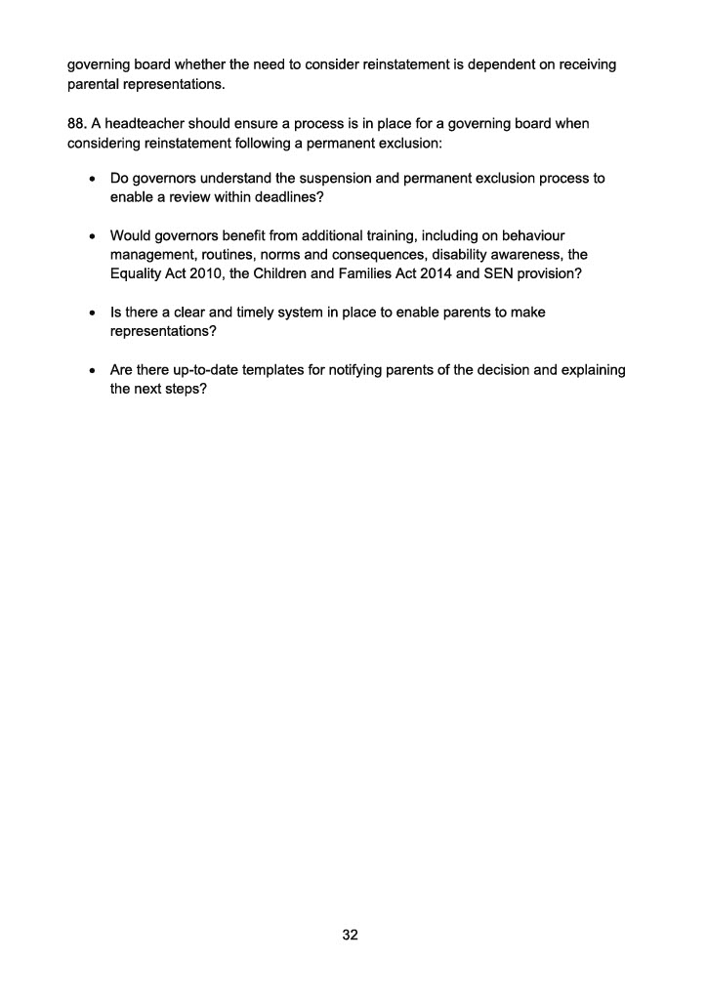 governing board whether the need to consider reinstatement is dependent on receiving
parental representations.
88. A headteacher should ensure a process is in place for a governing board when
considering reinstatement following a permanent exclusion:
• Do governors understand the suspension and permanent exclusion process to
enable a review within deadlines?
• Would governors benefit from additional training, including on behaviour
management, routines, norms and consequences, disability awareness, the
Equality Act 2010, the Children and Families Act 2014 and SEN provision?
• Is there a clear and timely system in place to enable parents to make
representations?
• Are there up-to-date templates for notifying parents of the decision and explaining
the next steps?
32